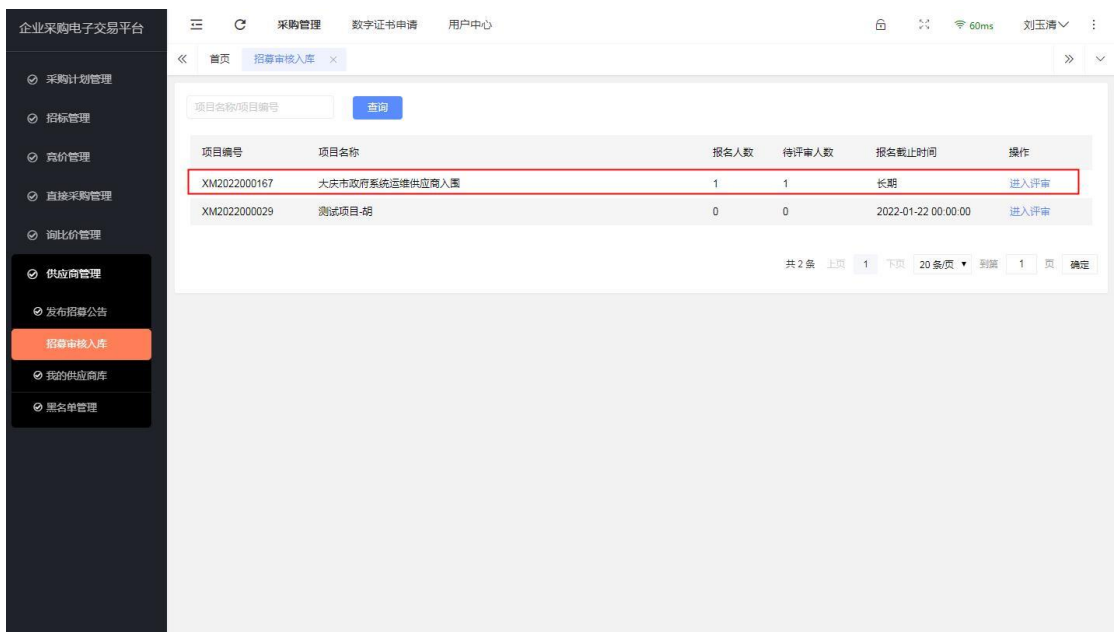 企业采购电子交易平台
采购管理 数字证书申请 用户中心 60ms 刘玉清
首页 招募审核入库
采购计划管理
招标管理
竞价管理
直接采购管理
询比价管理
供应商管理
发布招募公告
招募审核入库
我的供应商库
黑名单管理
项目名称/项目编号 查询
项目编号 项目名称 报名人数 待评审人数 报名截止时间 操作
XM2022000167 大庆市政府系统运维供应商入围 1 1 长期 进入评审
XM2022000029 测试项目-胡 0 0 2022-01-22 00:00:00 进入评审
共 2 条 上页 1 下页 20 条/页 到第 1 页 确定